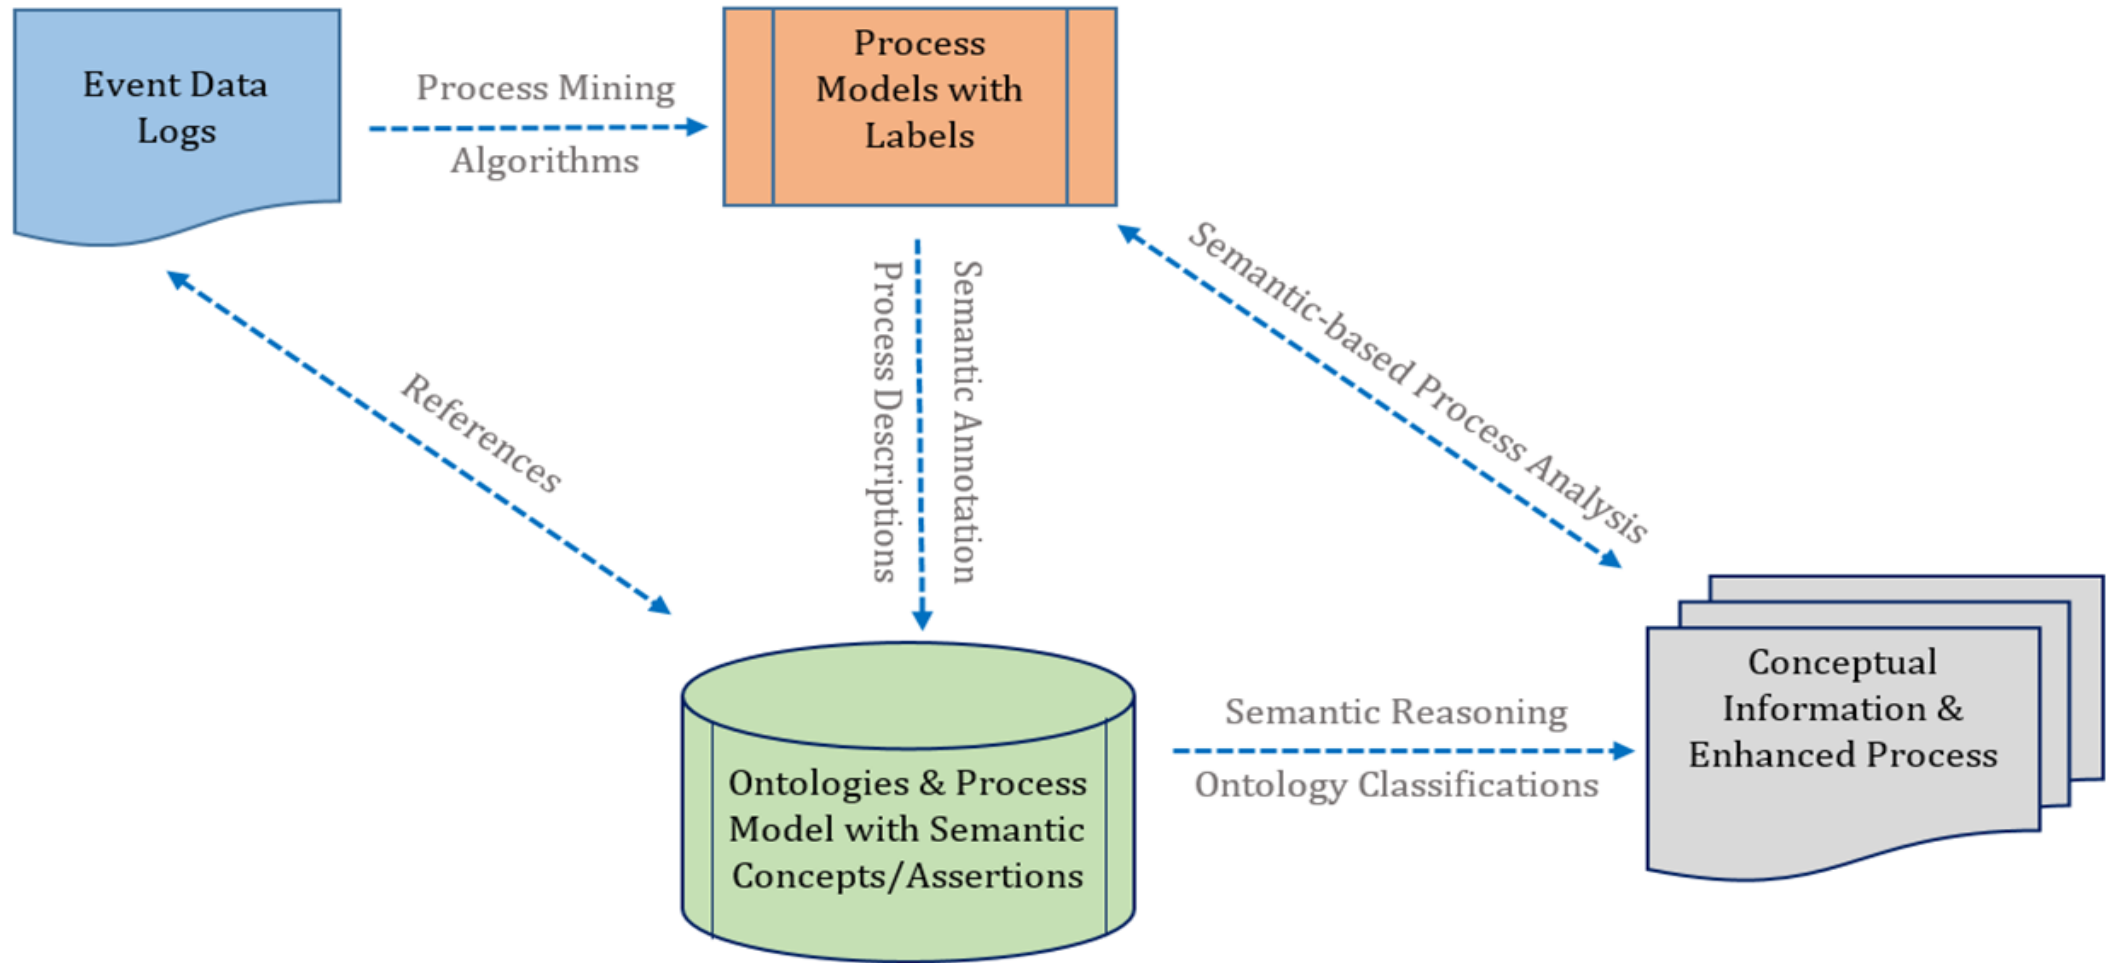 Event Data
Logs
Process Mining
Algorithms
Process
Models with
Labels
References
Process Descriptions
Semantic Annotation
Semantic-based Process Analysis
Ontologies & Process
Model with Semantic
Concepts/Assertions
Semantic Reasoning
Ontology Classifications
Conceptual
Information &
Enhanced Process